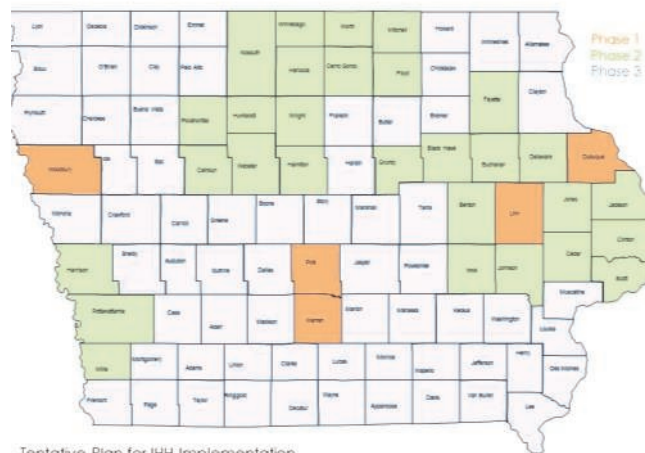 Lyon Osceola Dickinson Emmet Kossuth Winnebago Worth Mitchell Howard Winneshiek Allamakee
Phase 1
Phase 2
Phase 3
Sioux O'Brien Clay Palo Alto Hancock Cerro Gordo Floyd Chickasaw
Plymouth Cherokee Buena Vista Pocahontas Humboldt Wright Franklin Butler Bremer Fayette Clayton
Woodbury Sac Calhoun Webster Hamilton Hardin Grundy Black Hawk Buchanan Delaware Dubuque
Monona Crawford Carroll Greene Boone Story Marshall Tama Benton Linn Jones Jackson
Clinton
Harrison Shelby Audubon Guthrie Dallas Polk Jasper Poweshiek Iowa Johnson Cedar
Scott
Muscatine
Pottawattamie Cass Adair Madison Warren Marion Mahaska Keokuk Washington
Louisa
Mills Montgomery Adams Union Clarke Lucas Monroe Wapello Jefferson Henry
Des Moines
Fremont Page Taylor Ringgold Decatur Wayne Appanoose Davis Van Buren
Lee
Tentative Plan for IHH Implementation